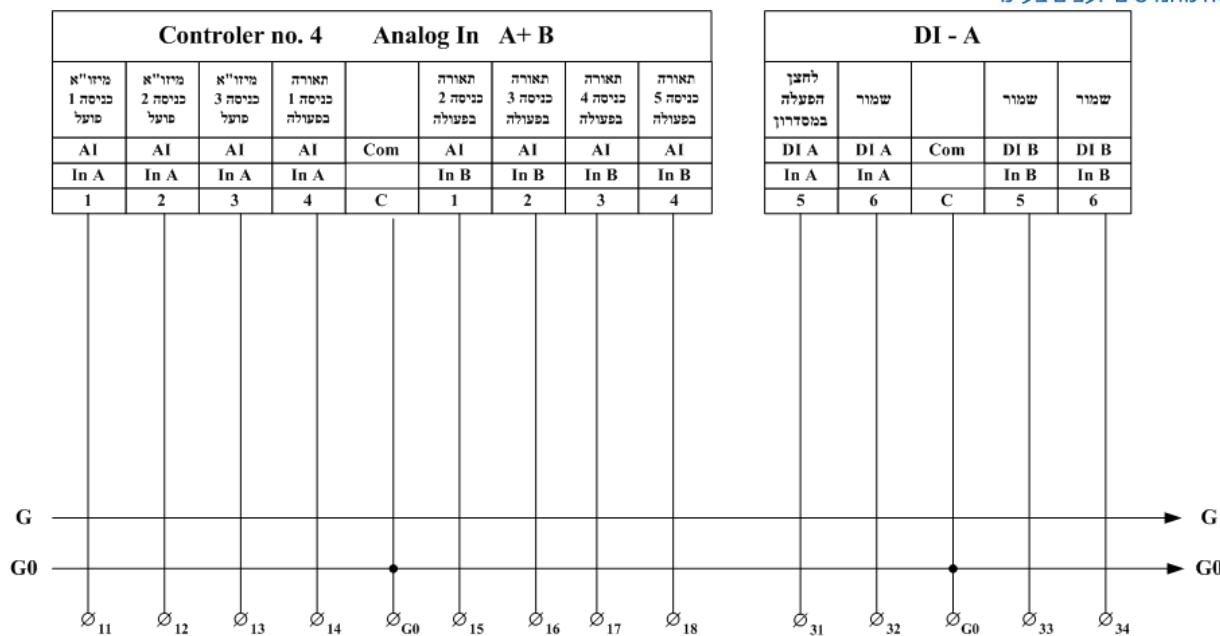 Controler no. 4 Analog In A+ B
DI - A
מיזו"א כניסה 1 פועל
מיזו"א כניסה 2 פועל
מיזו"א כניסה 3 פועל
תאורה כניסה 1 בפעולה
תאורה כניסה 2 בפעולה
תאורה כניסה 3 בפעולה
תאורה כניסה 4 בפעולה
תאורה כניסה 5 בפעולה
לחצן הפעלה במסדרון
שמור
שמור
שמור
AI AI AI AI Com AI AI AI AI
DI A DI A Com DI B DI B
In A In A In A In A In B In B In B In B
In A In A In B In B
1 2 3 4 C 1 2 3 4
5 6 C 5 6
G G
G0 G0
11 12 13 14 G0 15 16 17 18 31 32 G0 33 34